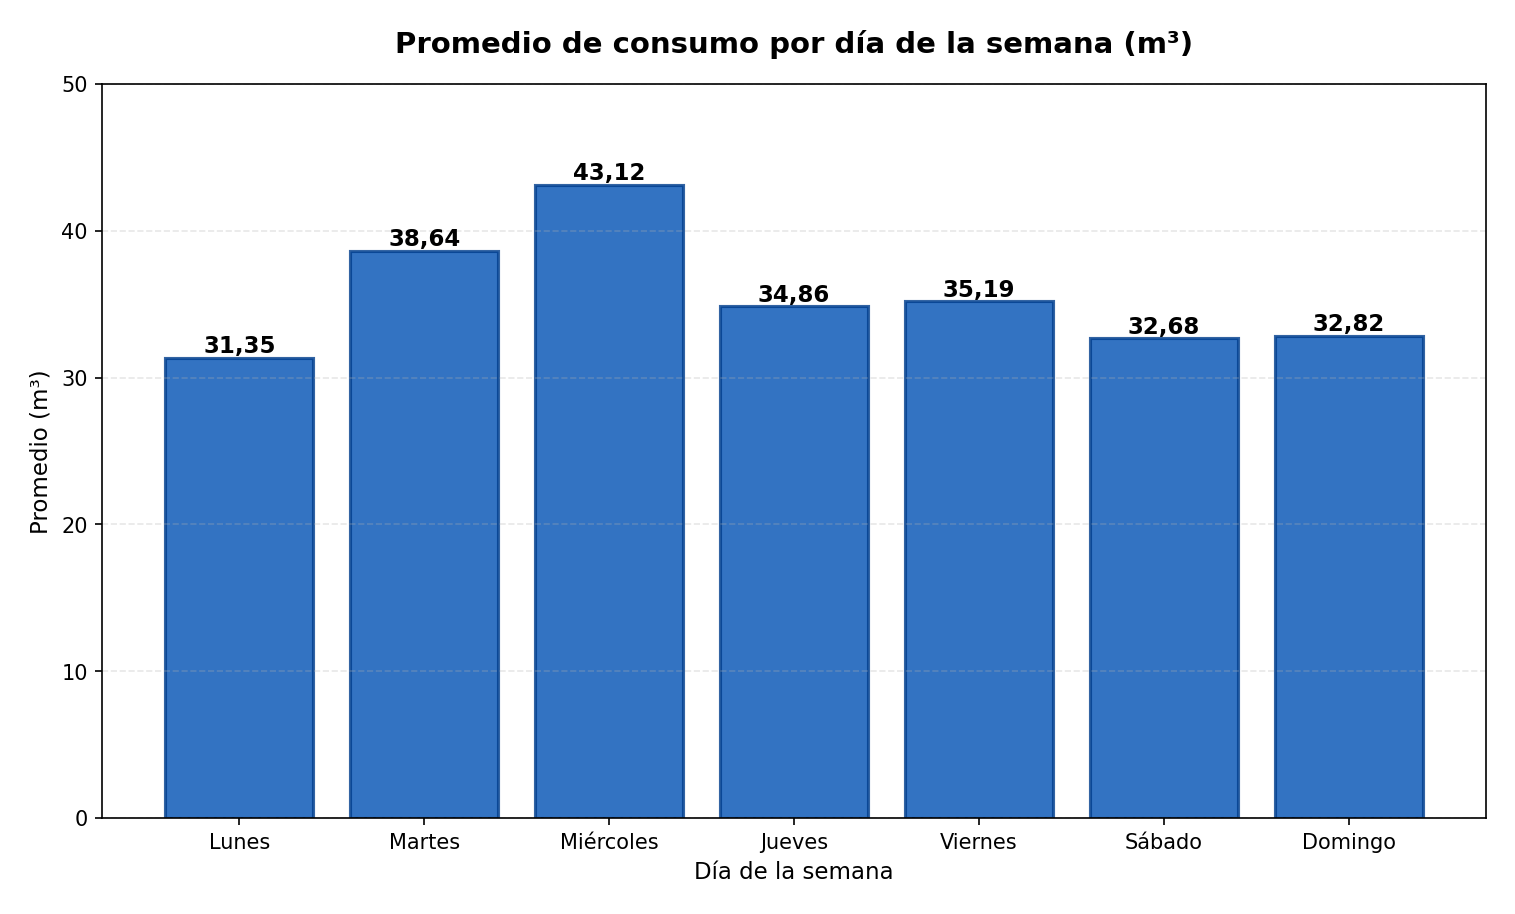 Promedio de consumo por día de la semana (m³)
50
40
30
20
10
0
Promedio (m³)
31,35
38,64
43,12
34,86
35,19
32,68
32,82
Lunes
Martes
Miércoles
Jueves
Viernes
Sábado
Domingo
Día de la semana